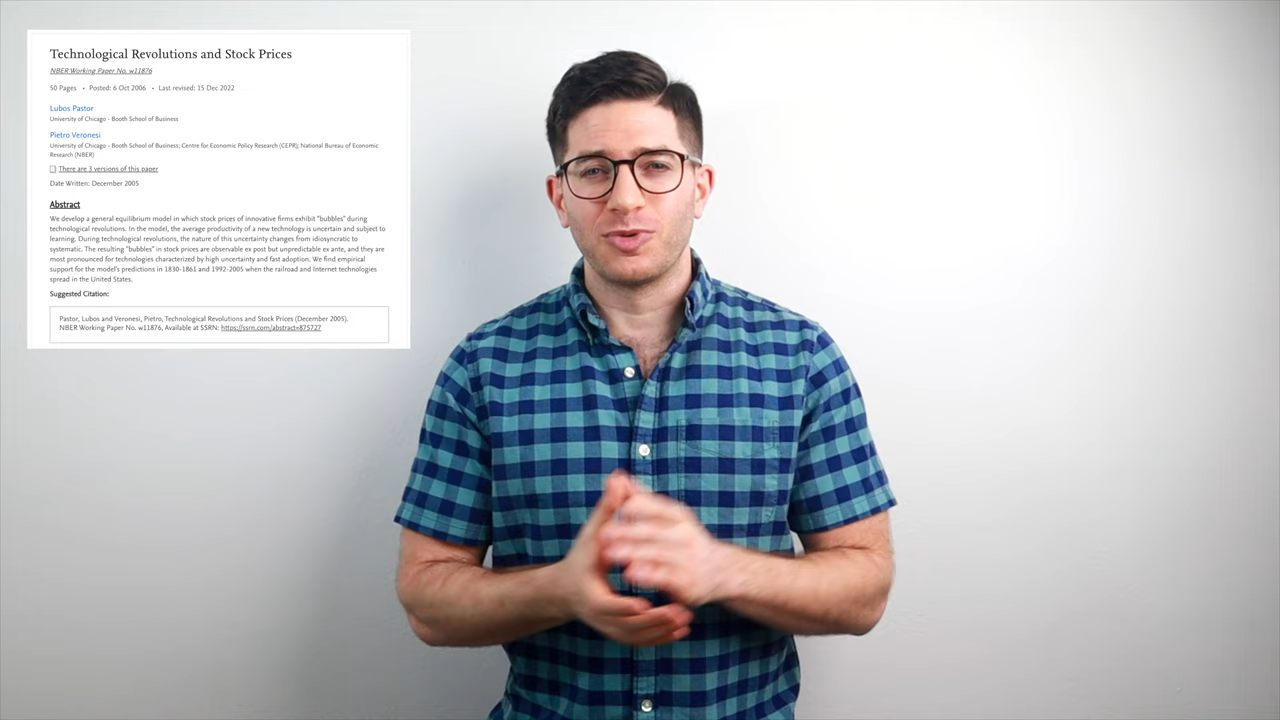 Technological Revolutions and Stock Prices
NBER Working Paper No. w11876
50 Pages • Posted: 6 Oct 2006 • Last revised: 15 Dec 2022
Lubos Pastor
University of Chicago - Booth School of Business
Pietro Veronesi
University of Chicago - Booth School of Business; Centre for Economic Policy Research (CEPR); National Bureau of Economic
Research (NBER)
There are 3 versions of this paper
Date Written: December 2005
Abstract
We develop a general equilibrium model in which stock prices of innovative firms exhibit "bubbles" during
technological revolutions. In the model, the average productivity of a new technology is uncertain and subject to
learning. During technological revolutions, the nature of this uncertainty changes from idiosyncratic to
systematic. The resulting "bubbles" in stock prices are observable ex post but unpredictable ex ante, and they are
most pronounced for technologies characterized by high uncertainty and fast adoption. We find empirical
support for the model's predictions in 1830-1861 and 1992-2005 when the railroad and Internet technologies
spread in the United States.
Suggested Citation:
Pastor, Lubos and Veronesi, Pietro, Technological Revolutions and Stock Prices (December 2005).
NBER Working Paper No. w11876, Available at SSRN: https://ssrn.com/abstract=875727